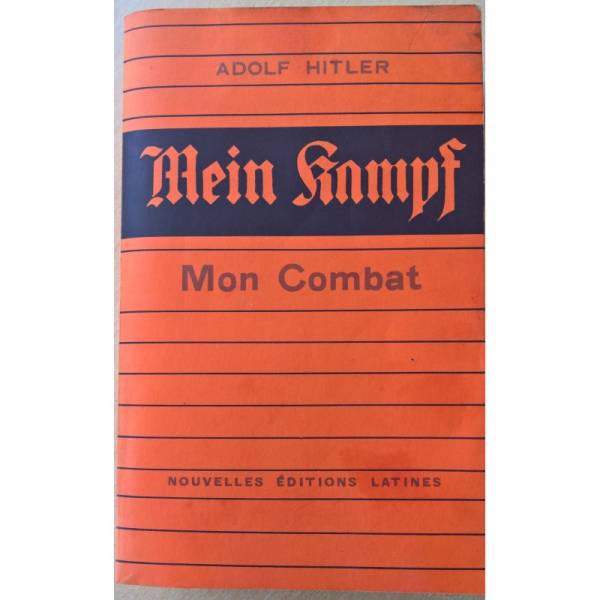 ADOLF HITLER
Mein Kampf
Mon Combat
NOUVELLES ÉDITIONS LATINES